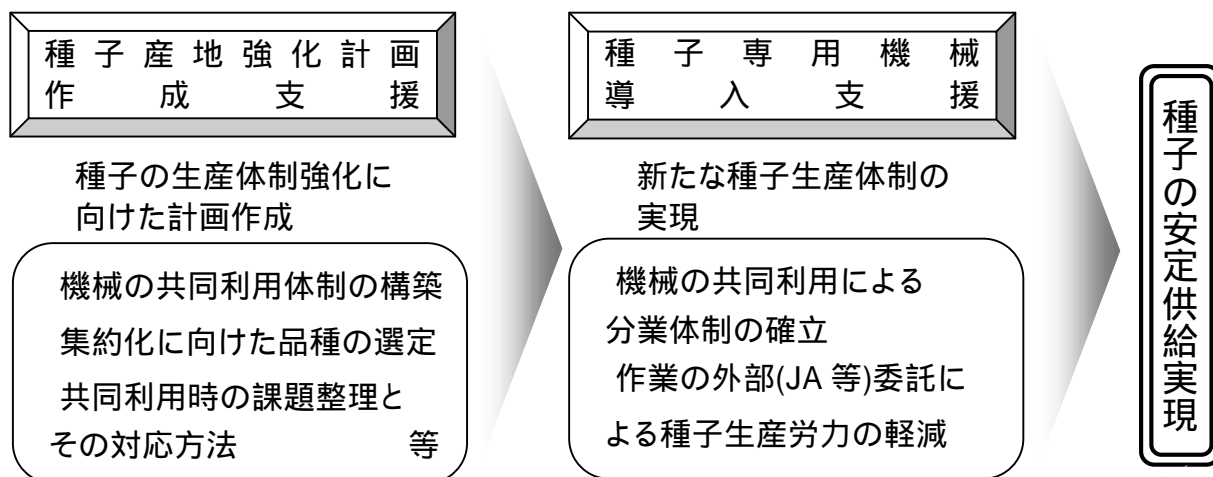 種子産地強化計画
作成支援
種子の生産体制強化に
向けた計画作成
機械の共同利用体制の構築
集約化に向けた品種の選定
共同利用時の課題整理と
その対応方法 等
種子専用機械
導入支援
新たな種子生産体制の
実現
機械の共同利用による
分業体制の確立
作業の外部(JA 等)委託に
よる種子生産労力の軽減
種子の安定供給実現